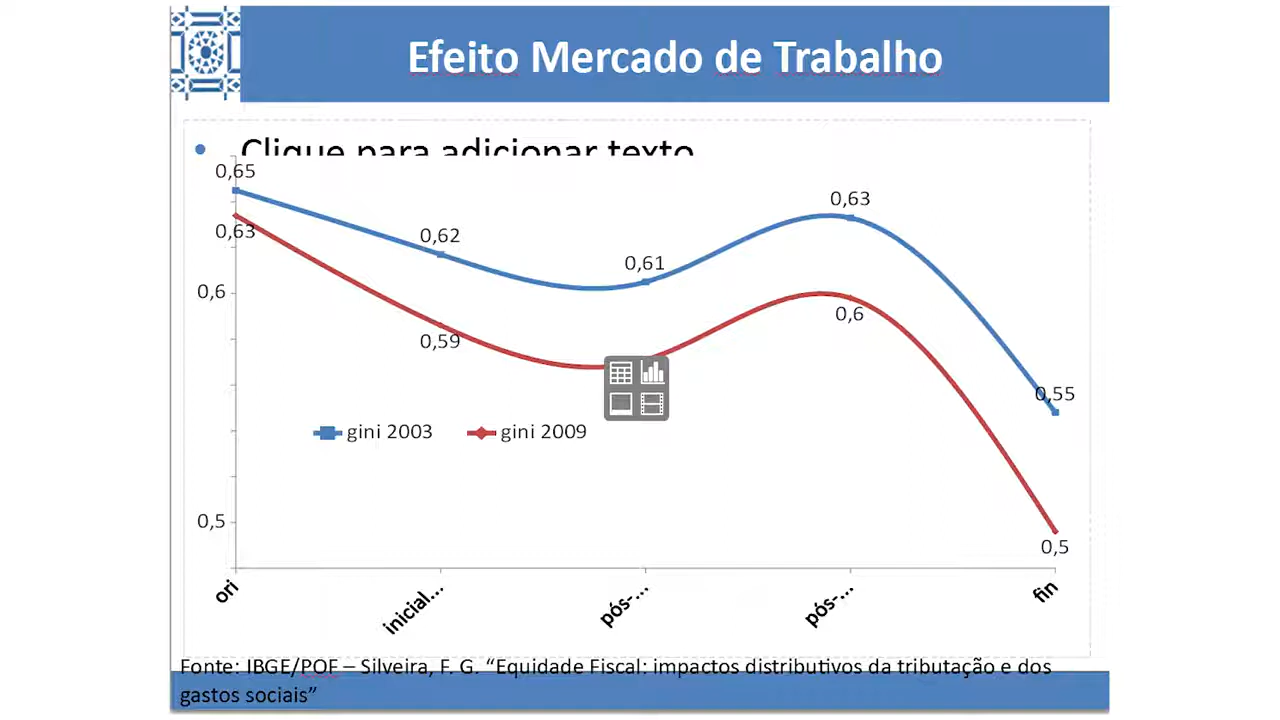 Efeito Mercado de Trabalho
• Clique para adicionar texto
0,65
0,63
0,63
0,62
0,61
0,6
0,6
0,59
0,55
gini 2003 gini 2009
0,5
0,5
ori inicial... pós-... pós-... fin
Fonte: IBGE/POF – Silveira, F. G. “Equidade Fiscal: impactos distributivos da tributação e dos
gastos sociais”